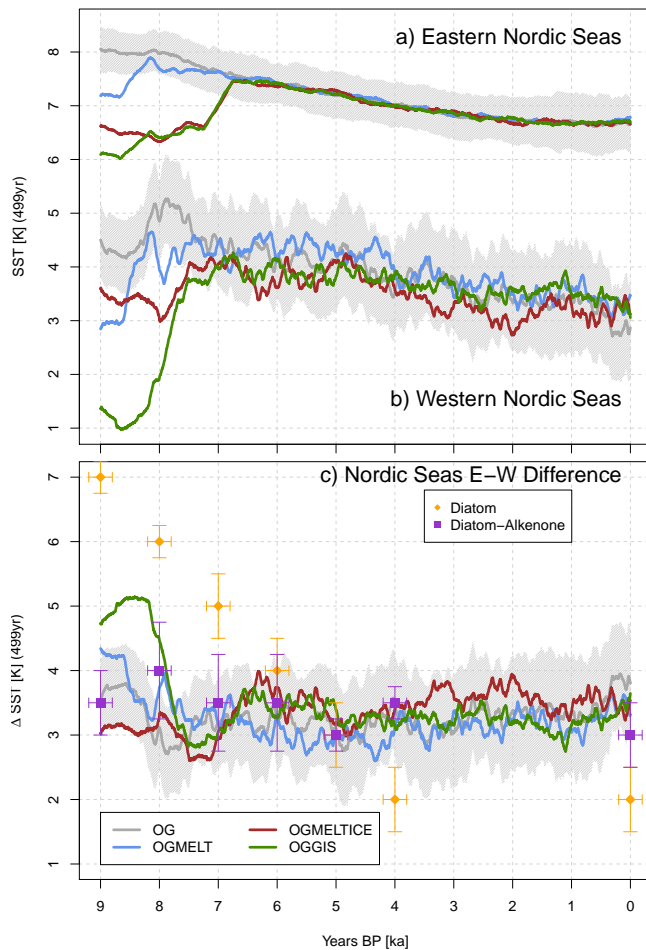 a) Eastern Nordic Seas
8
7
6
5
4
3
2
1
SST [K] (499yr)
b) Western Nordic Seas
c) Nordic Seas E−W Difference
Diatom
Diatom−Alkenone
7
6
5
4
3
2
1
Δ SST [K] (499yr)
OG
OGMELT
OGMELTICE
OGGIS
9 8 7 6 5 4 3 2 1 0
Years BP [ka]